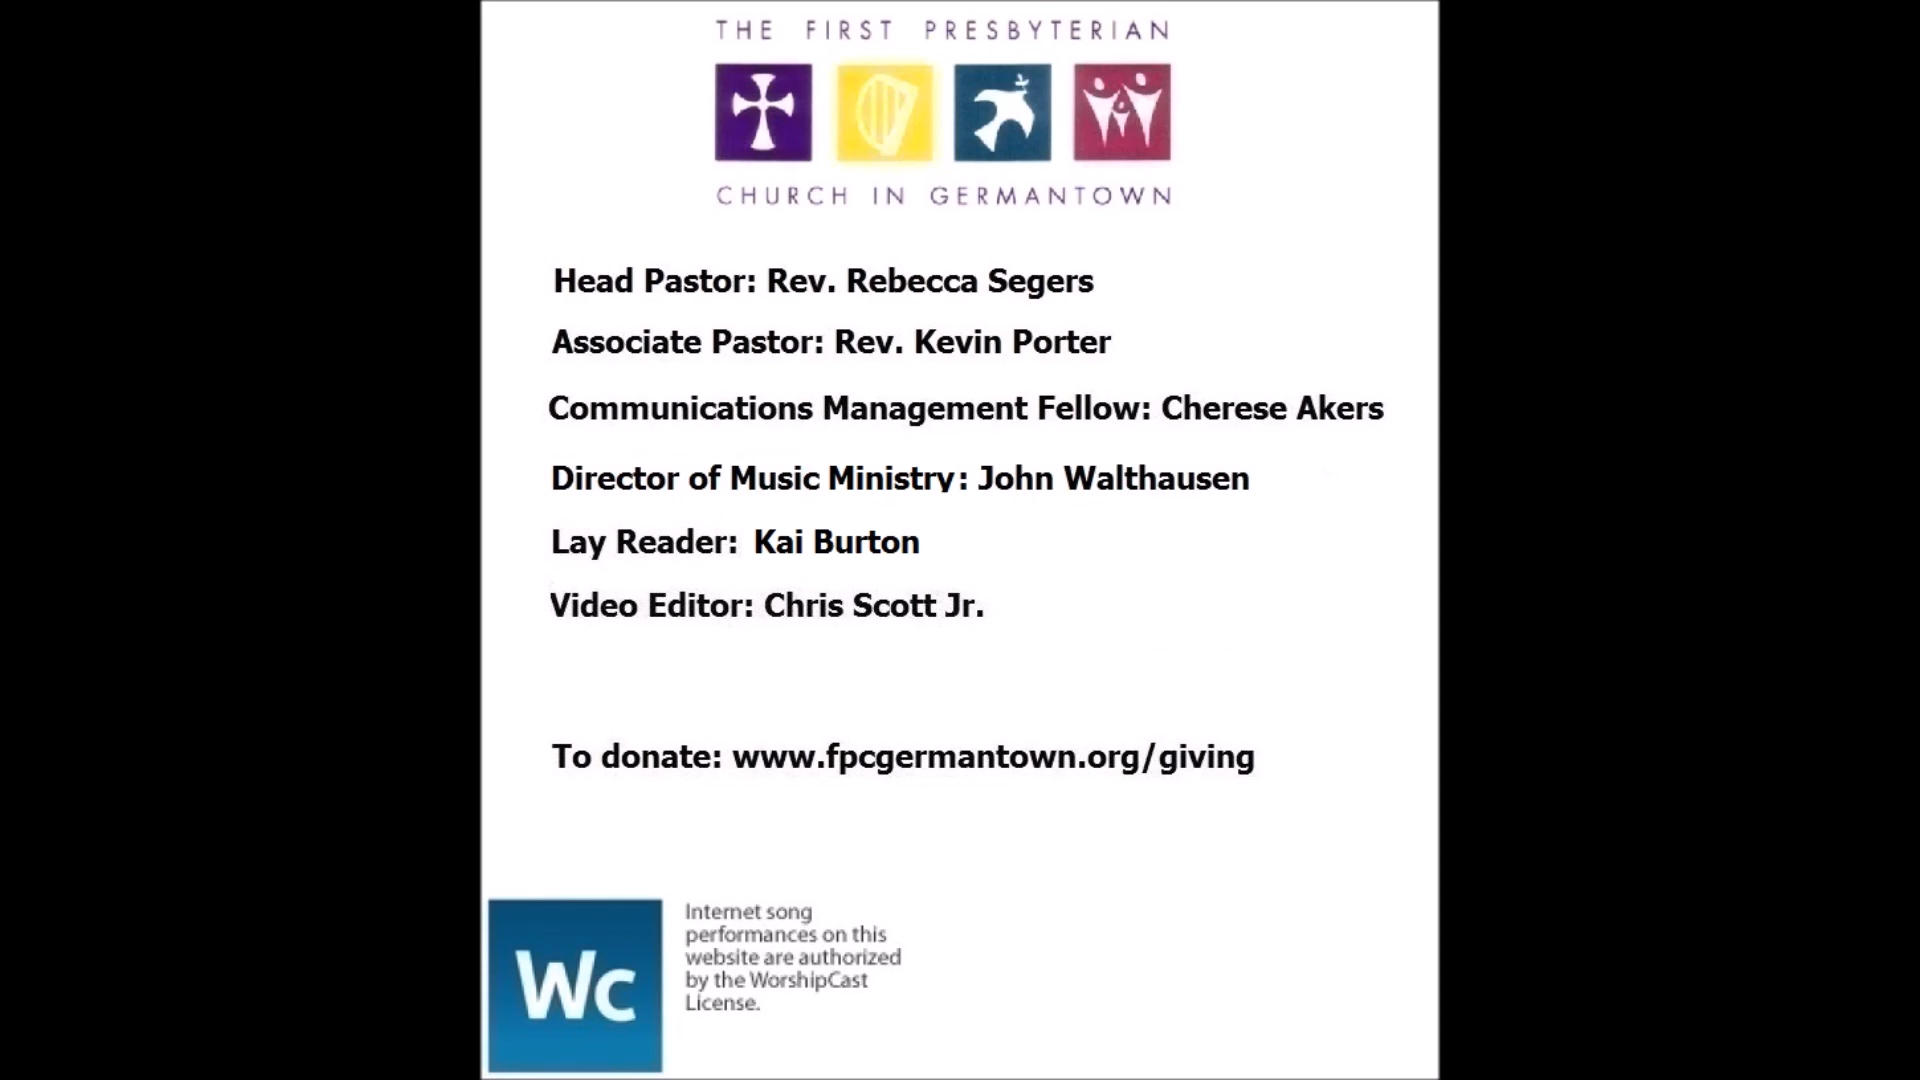 THE FIRST PRESBYTERIAN
CHURCH IN GERMANTOWN
Head Pastor: Rev. Rebecca Segers
Associate Pastor: Rev. Kevin Porter
Communications Management Fellow: Cherese Akers
Director of Music Ministry: John Walthausen
Lay Reader: Kai Burton
Video Editor: Chris Scott Jr.
To donate: www.fpcgermantown.org/giving
Wc
Internet song
performances on this
website are authorized
by the WorshipCast
License.